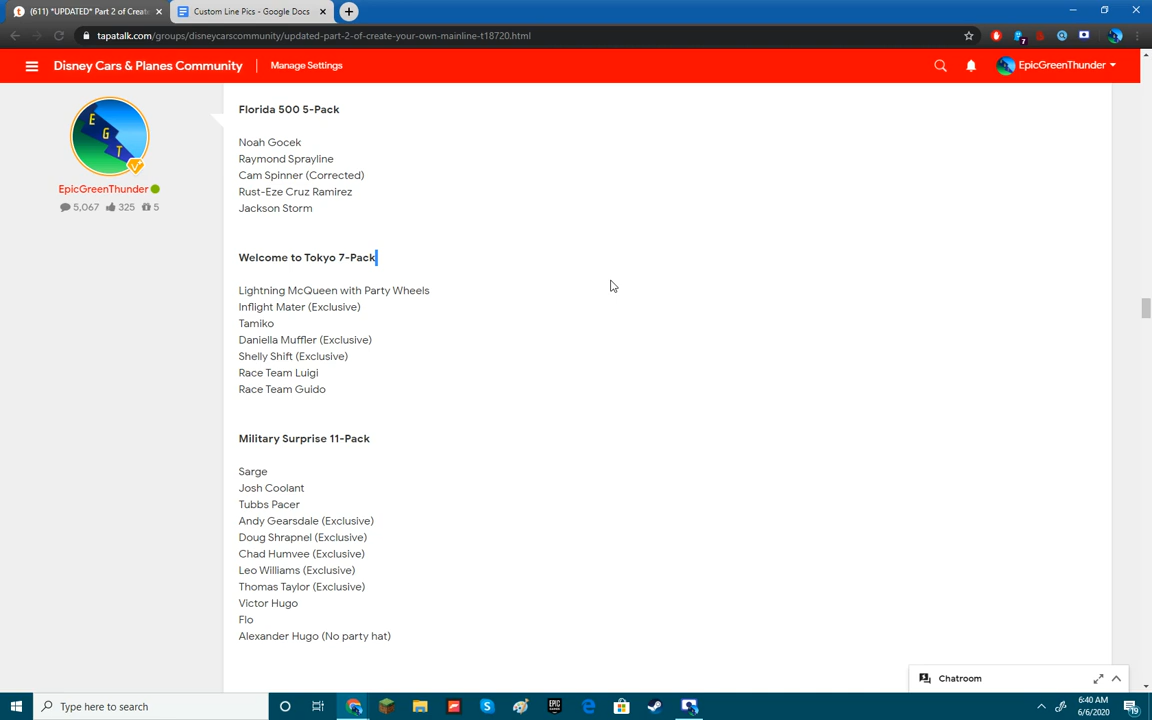 (611) *UPDATED* Part 2 of Create
Custom Line Pics - Google Docs
tapatalk.com/groups/disneycarscommunity/updated-part-2-of-create-your-own-mainline-t18720.html
7
Disney Cars & Planes Community
Manage Settings
EpicGreenThunder
E
G
T
EpicGreenThunder
5,067 325 5
Florida 500 5-Pack
Noah Gocek
Raymond Sprayline
Cam Spinner (Corrected)
Rust-Eze Cruz Ramirez
Jackson Storm
Welcome to Tokyo 7-Pack
Lightning McQueen with Party Wheels
Inflight Mater (Exclusive)
Tamiko
Daniella Muffler (Exclusive)
Shelly Shift (Exclusive)
Race Team Luigi
Race Team Guido
Military Surprise 11-Pack
Sarge
Josh Coolant
Tubbs Pacer
Andy Gearsdale (Exclusive)
Doug Shrapnel (Exclusive)
Chad Humvee (Exclusive)
Leo Williams (Exclusive)
Thomas Taylor (Exclusive)
Victor Hugo
Flo
Alexander Hugo (No party hat)
Chatroom
Type here to search
EPIC
6:40 AM
6/6/2020
19